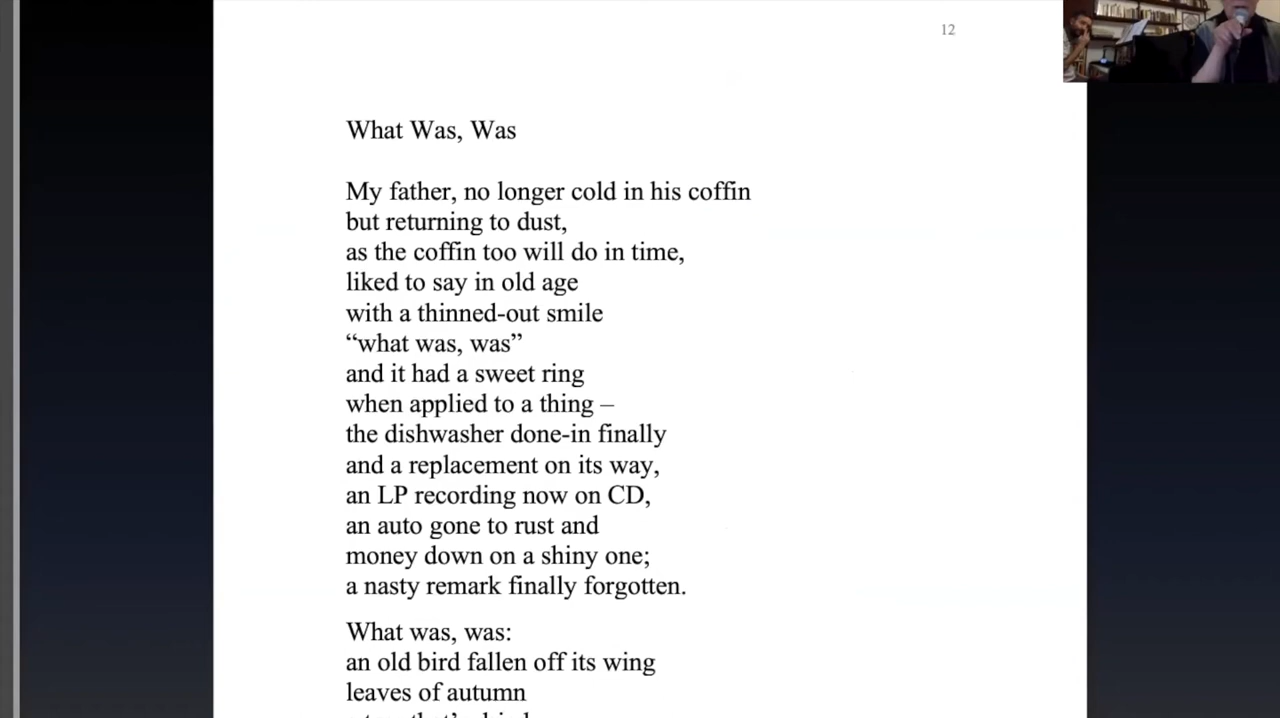 12
What Was, Was
My father, no longer cold in his coffin
but returning to dust,
as the coffin too will do in time,
liked to say in old age
with a thinned-out smile
“what was, was”
and it had a sweet ring
when applied to a thing –
the dishwasher done-in finally
and a replacement on its way,
an LP recording now on CD,
an auto gone to rust and
money down on a shiny one;
a nasty remark finally forgotten.
What was, was:
an old bird fallen off its wing
leaves of autumn